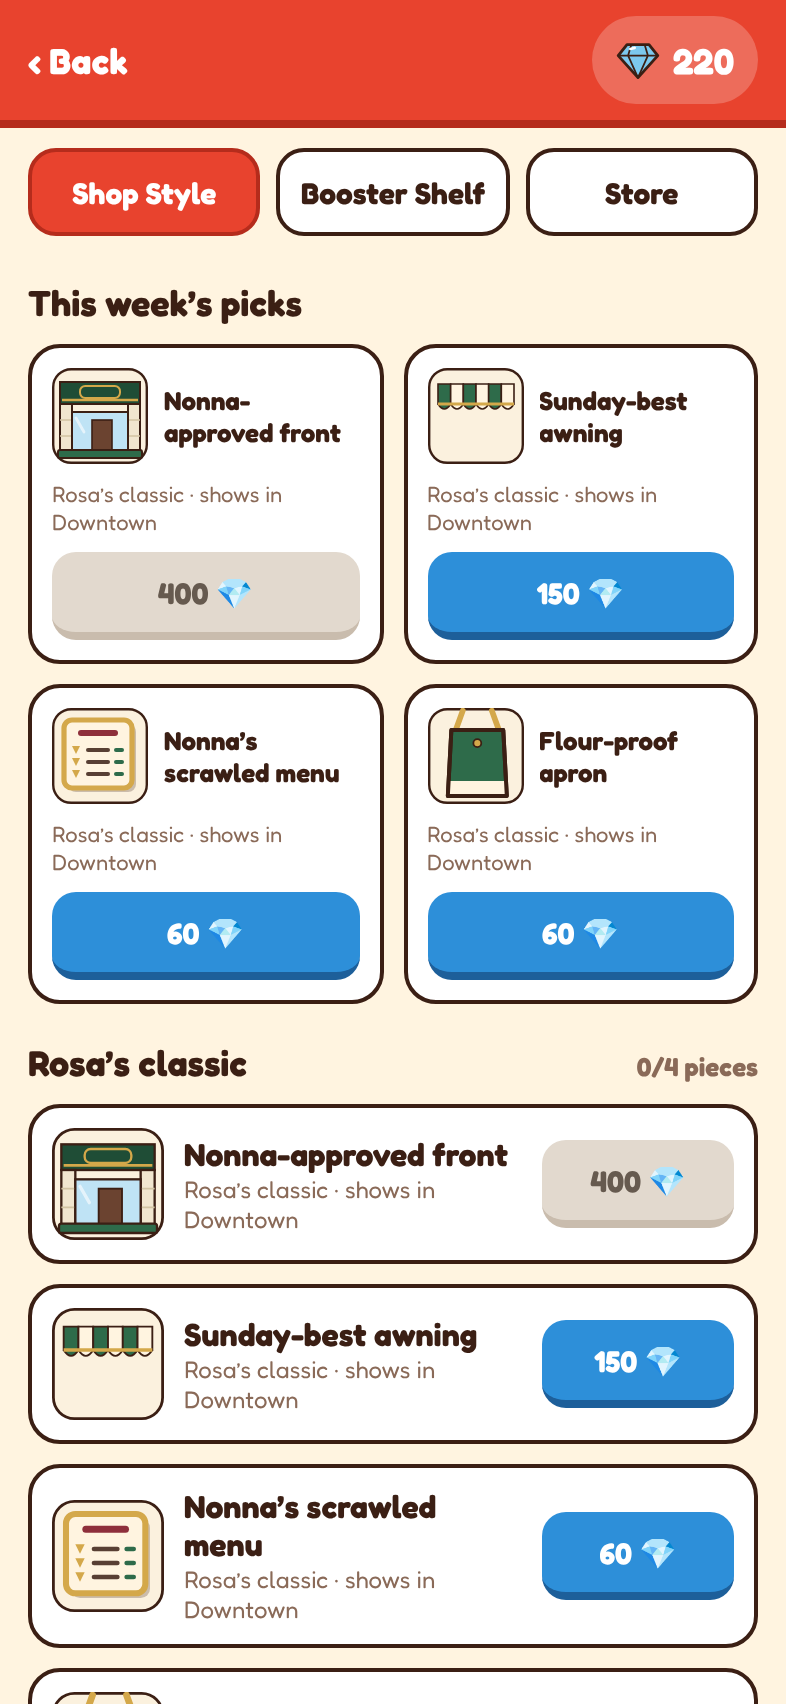 ‹ Back
220
Shop Style
Booster Shelf
Store
This week’s picks
Nonna-
approved front
Rosa’s classic · shows in
Downtown
400
Sunday-best
awning
Rosa’s classic · shows in
Downtown
150
Nonna’s
scrawled menu
Rosa’s classic · shows in
Downtown
60
Flour-proof
apron
Rosa’s classic · shows in
Downtown
60
Rosa’s classic
0/4 pieces
Nonna-approved front
Rosa’s classic · shows in
Downtown
400
Sunday-best awning
Rosa’s classic · shows in
Downtown
150
Nonna’s scrawled
menu
Rosa’s classic · shows in
Downtown
60